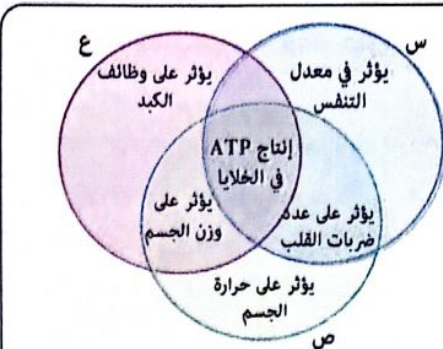 س
ع
يؤثر في معدل
التنفس
يؤثر على وظائف
الكبد
إنتاج ATP
في الخلايا
يؤثر على عدد
ضربات القلب
يؤثر على
وزن الجسم
يؤثر على حرارة
الجسم
ص